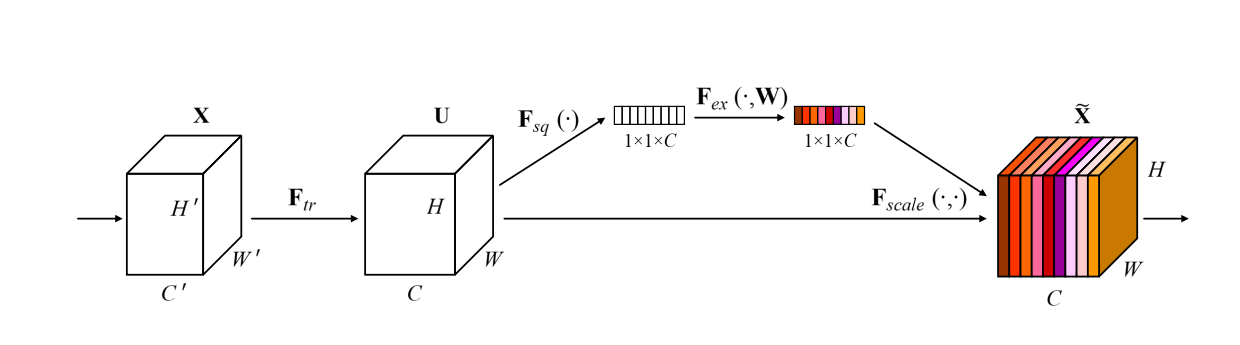 X
H′
W′
C′
F_tr
U
H
W
C
F_sq (·)
1×1×C
F_ex (·,W)
1×1×C
F_scale (·,·)
X̃
H
W
C